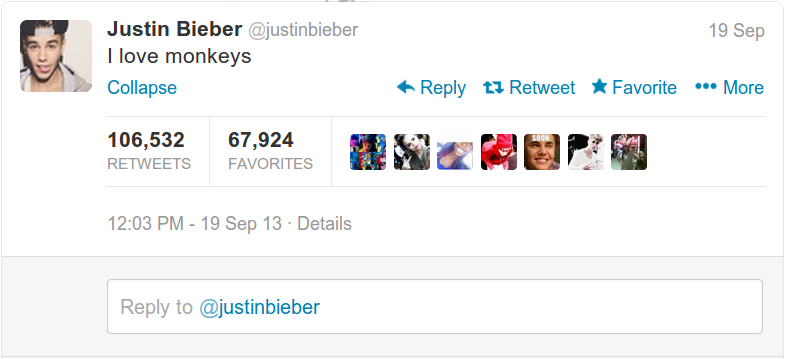 Justin Bieber @justinbieber 19 Sep
I love monkeys
Collapse Reply Retweet Favorite More
106,532 67,924
RETWEETS FAVORITES
SOON
12:03 PM - 19 Sep 13 · Details
Reply to @justinbieber